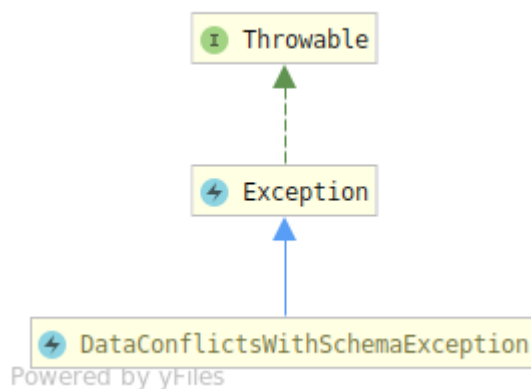 Throwable
Exception
DataConflictsWithSchemaException
Powered by yFiles